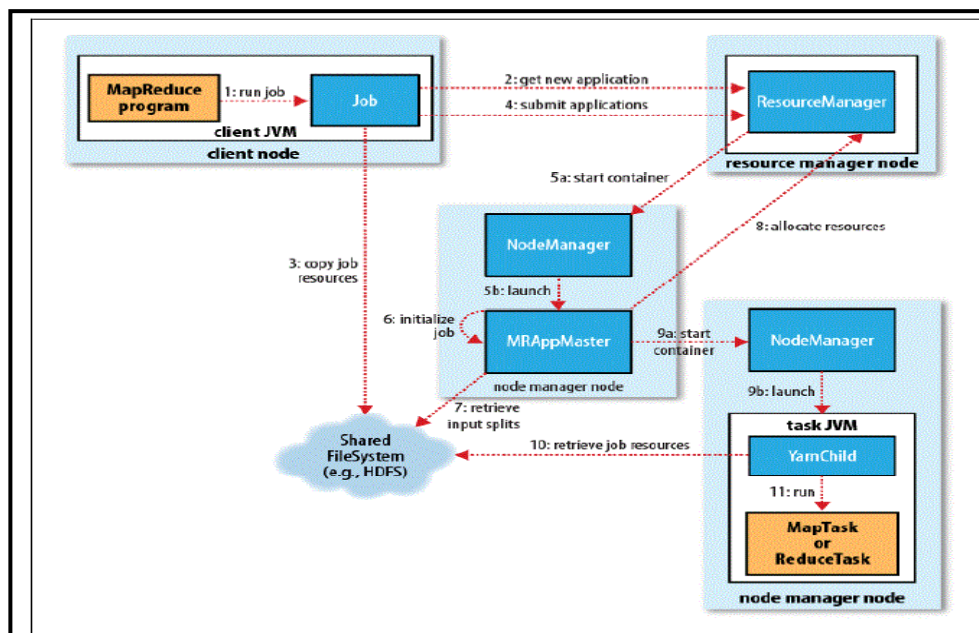 MapReduce
program
1: run job
Job
client JVM
client node
2: get new application
4: submit applications
ResourceManager
resource manager node
5a: start container
8: allocate resources
3: copy job
resources
NodeManager
5b: launch
6: initialize
job
MRAppMaster
node manager node
9a: start
container
NodeManager
9b: launch
7: retrieve
input splits
Shared
FileSystem
(e.g., HDFS)
10: retrieve job resources
task JVM
YarnChild
11: run
MapTask
or
ReduceTask
node manager node